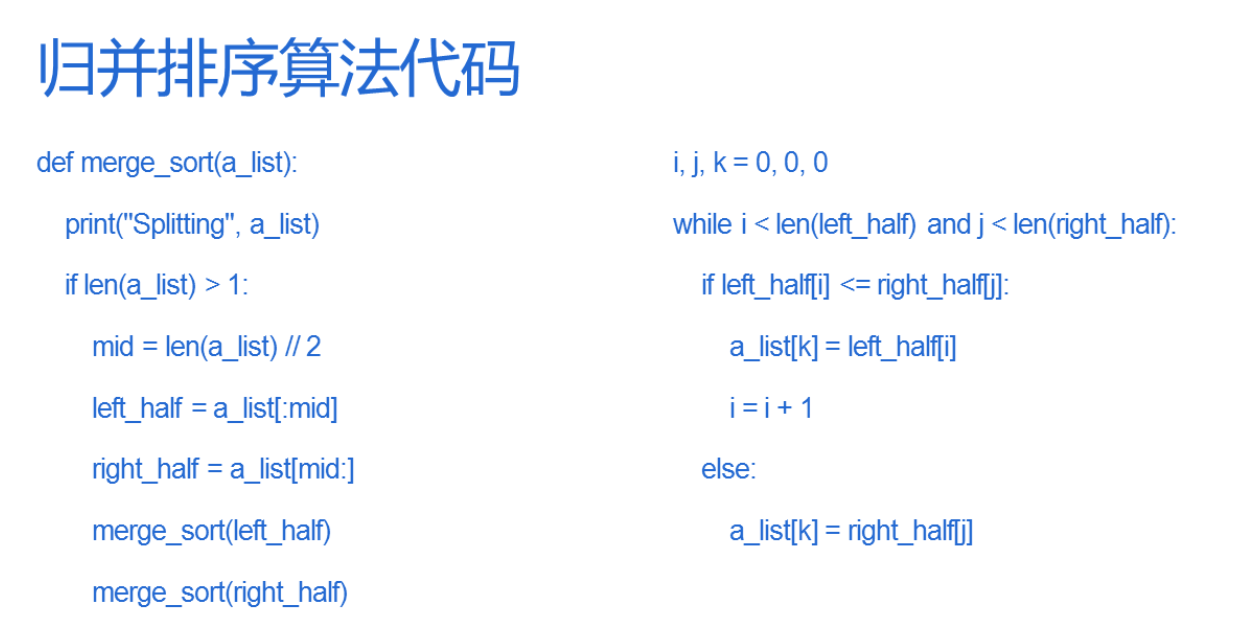 归并排序算法代码
def merge_sort(a_list):
print("Splitting", a_list)
if len(a_list) > 1:
mid = len(a_list) // 2
left_half = a_list[:mid]
right_half = a_list[mid:]
merge_sort(left_half)
merge_sort(right_half)
i, j, k = 0, 0, 0
while i < len(left_half) and j < len(right_half):
if left_half[i] <= right_half[j]:
a_list[k] = left_half[i]
i = i + 1
else:
a_list[k] = right_half[j]